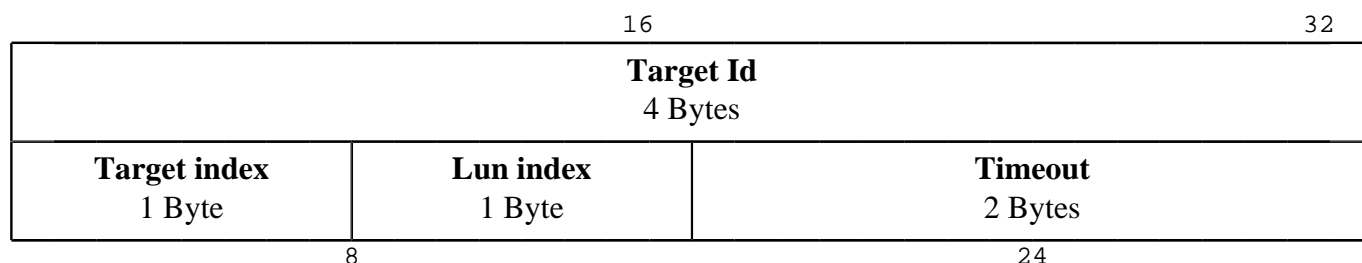 16 32
Target Id
4 Bytes
Target index Lun index Timeout
1 Byte 1 Byte 2 Bytes
8 24